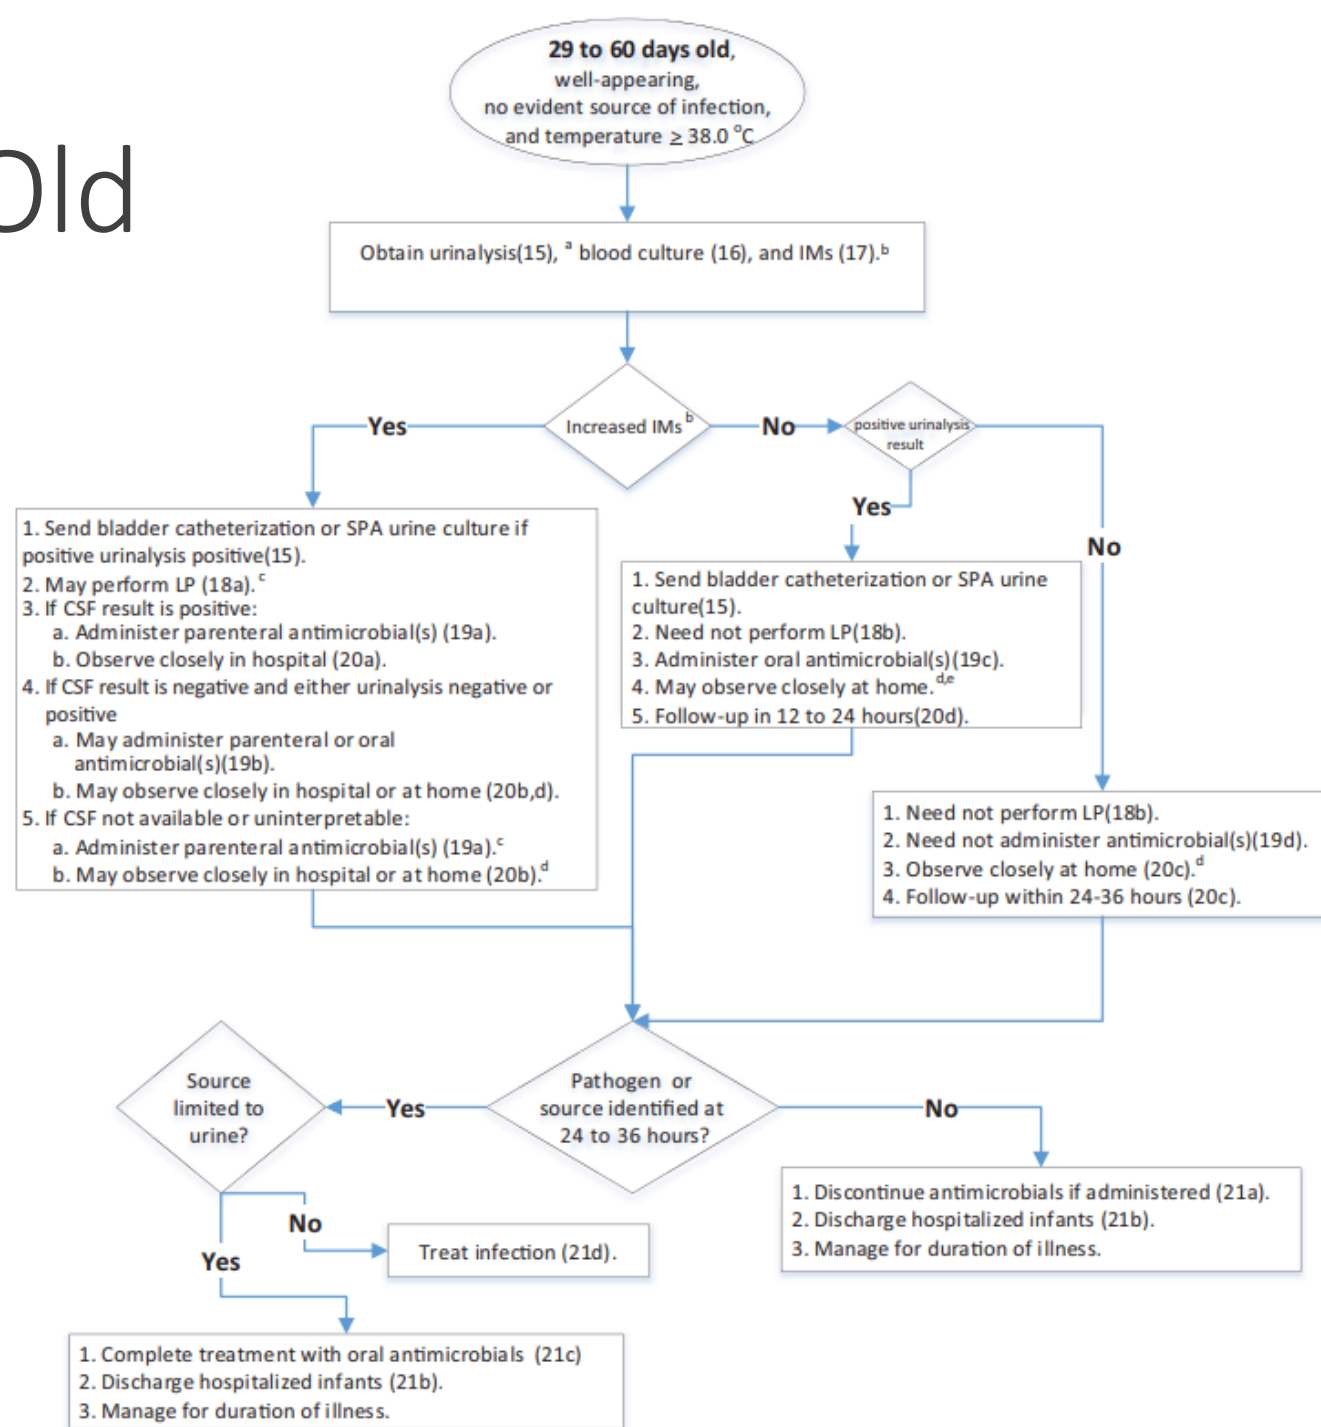 Old
29 to 60 days old,
well-appearing,
no evident source of infection,
and temperature ≥ 38.0 °C
Obtain urinalysis(15), ᵃ blood culture (16), and IMs (17).ᵇ
Increased IMsᵇ
Yes
No
positive urinalysis
result
Yes
No
1. Send bladder catheterization or SPA urine culture if
positive urinalysis positive(15).
2. May perform LP (18a).ᶜ
3. If CSF result is positive:
a. Administer parenteral antimicrobial(s) (19a).
b. Observe closely in hospital (20a).
4. If CSF result is negative and either urinalysis negative or
positive
a. May administer parenteral or oral
antimicrobial(s)(19b).
b. May observe closely in hospital or at home (20b,d).
5. If CSF not available or uninterpretable:
a. Administer parenteral antimicrobial(s) (19a).ᶜ
b. May observe closely in hospital or at home (20b).ᵈ
1. Send bladder catheterization or SPA urine
culture(15).
2. Need not perform LP(18b).
3. Administer oral antimicrobial(s)(19c).
4. May observe closely at home.ᵈ,ᵉ
5. Follow-up in 12 to 24 hours(20d).
1. Need not perform LP(18b).
2. Need not administer antimicrobial(s)(19d).
3. Observe closely at home (20c).ᵈ
4. Follow-up within 24-36 hours (20c).
Pathogen or
source identified at
24 to 36 hours?
Yes
No
Source
limited to
urine?
No
Yes
Treat infection (21d).
1. Discontinue antimicrobials if administered (21a).
2. Discharge hospitalized infants (21b).
3. Manage for duration of illness.
1. Complete treatment with oral antimicrobials (21c)
2. Discharge hospitalized infants (21b).
3. Manage for duration of illness.